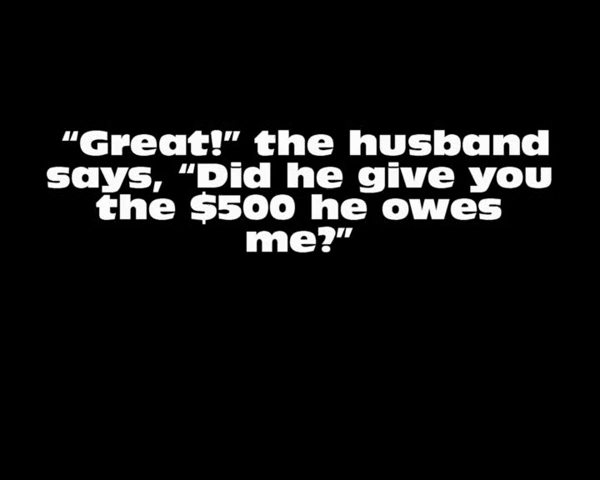 “Great!” the husband
says, “Did he give you
the $500 he owes
me?”